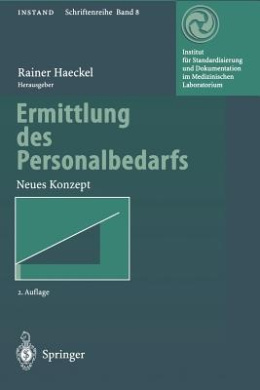 INSTAND Schriftenreihe Band 8
Institut
für Standardisierung
und Dokumentation
im Medizinischen
Laboratorium
Rainer Haeckel
Herausgeber
Ermittlung
des
Personalbedarfs
Neues Konzept
2. Auflage
Springer